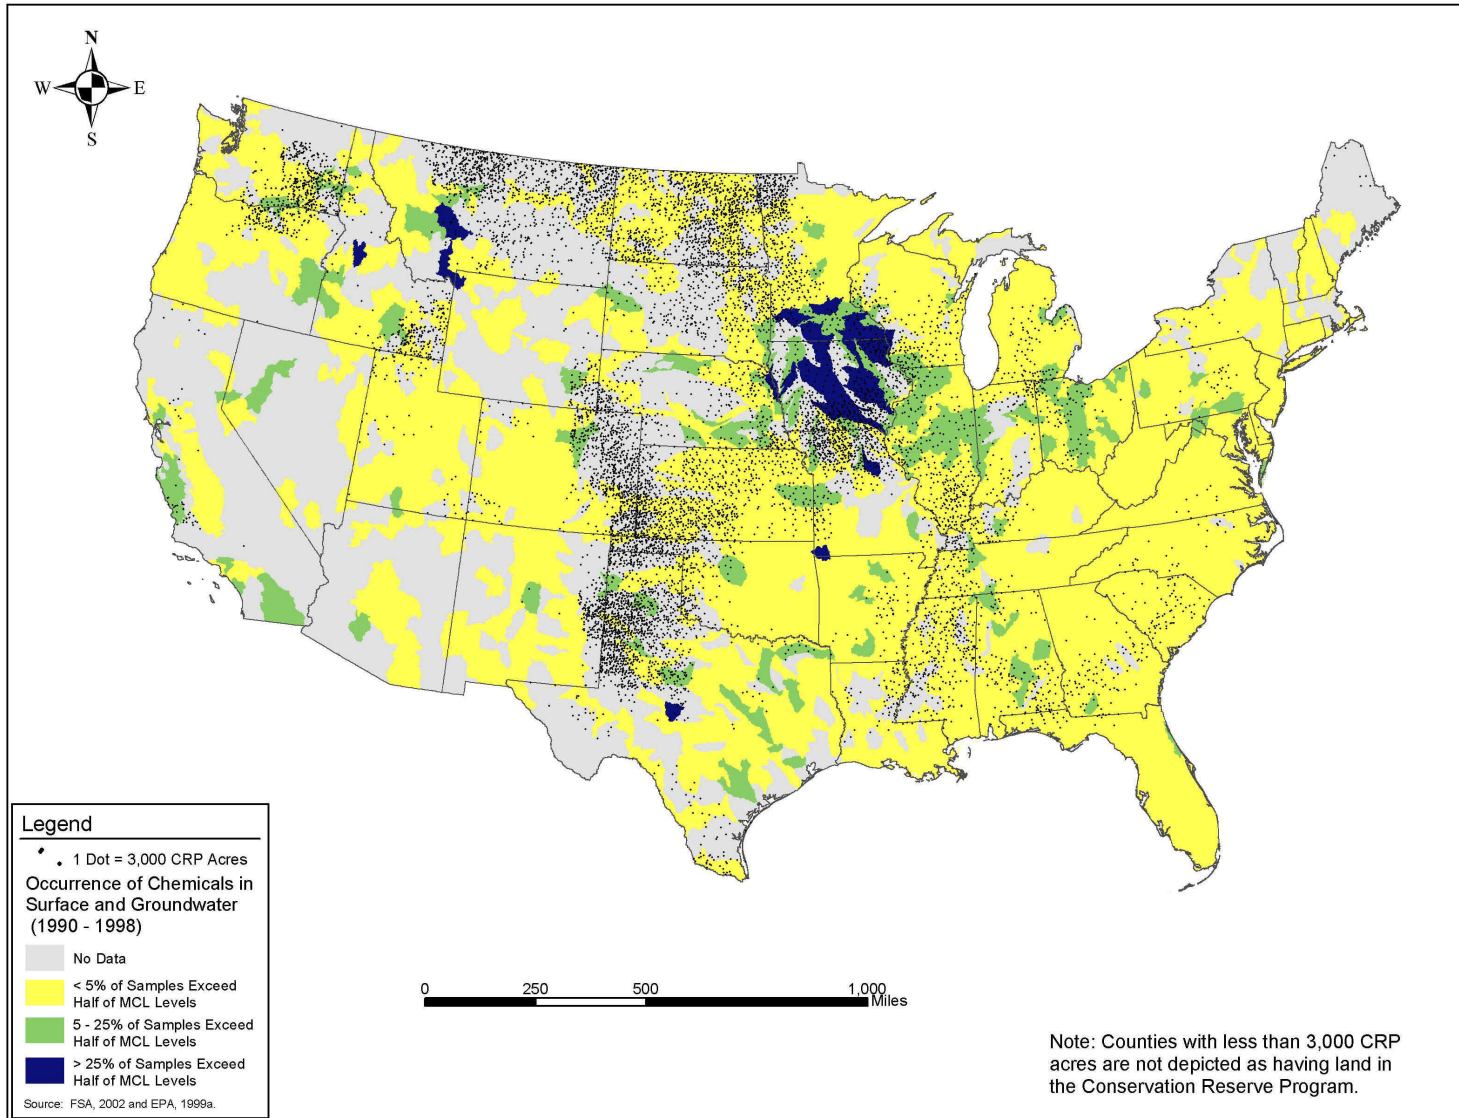 N
W E
S
Legend
1 Dot = 3,000 CRP Acres
Occurrence of Chemicals in
Surface and Groundwater
(1990 - 1998)
No Data
< 5% of Samples Exceed
Half of MCL Levels
5 - 25% of Samples Exceed
Half of MCL Levels
> 25% of Samples Exceed
Half of MCL Levels
Source: FSA, 2002 and EPA, 1999a.
0 250 500 1,000
Miles
Note: Counties with less than 3,000 CRP
acres are not depicted as having land in
the Conservation Reserve Program.